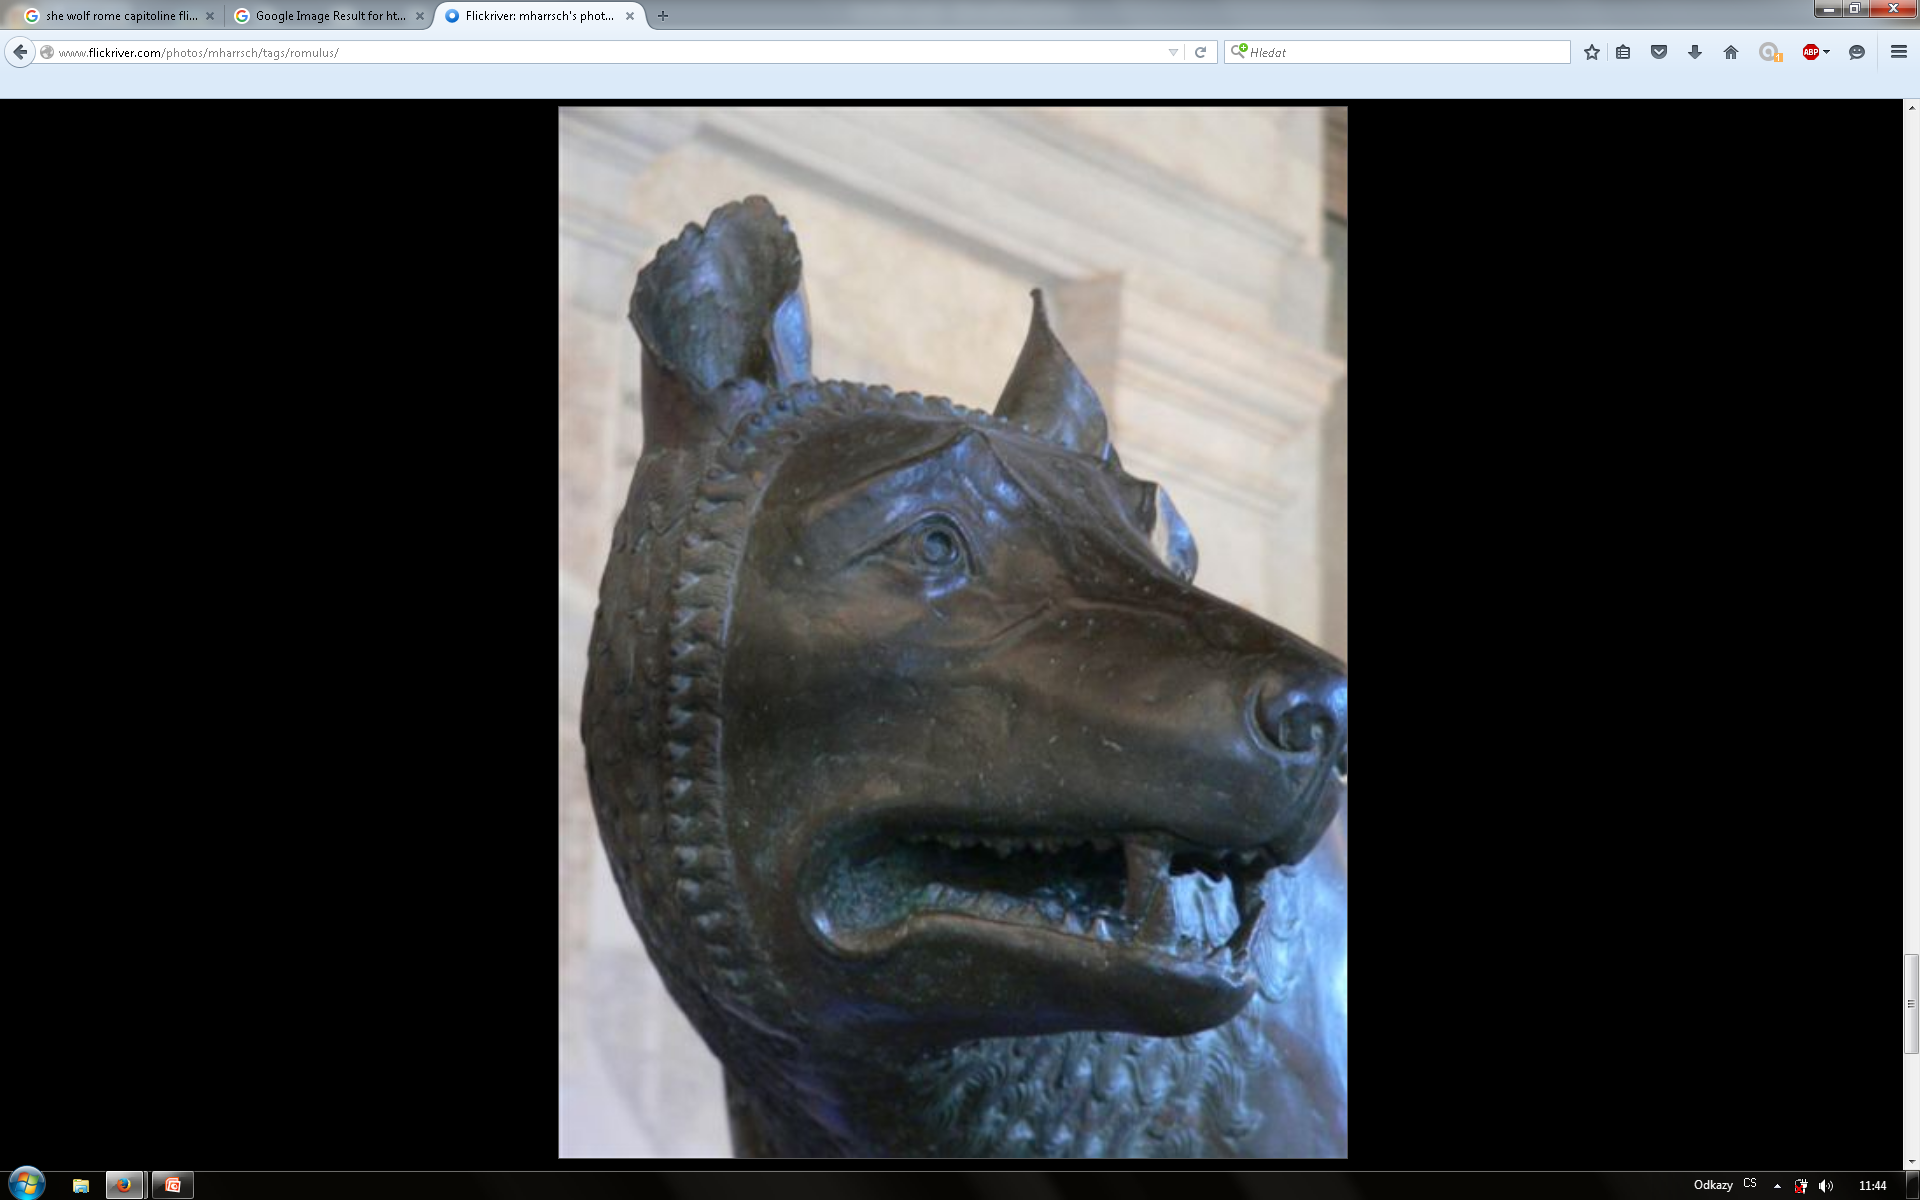 she wolf rome capitoline fli...
Google Image Result for ht...
Flickriver: mharrsch's phot...
www.flickriver.com/photos/mharrsch/tags/romulus/
Hledat
ABP
Odkazy
CS
11:44